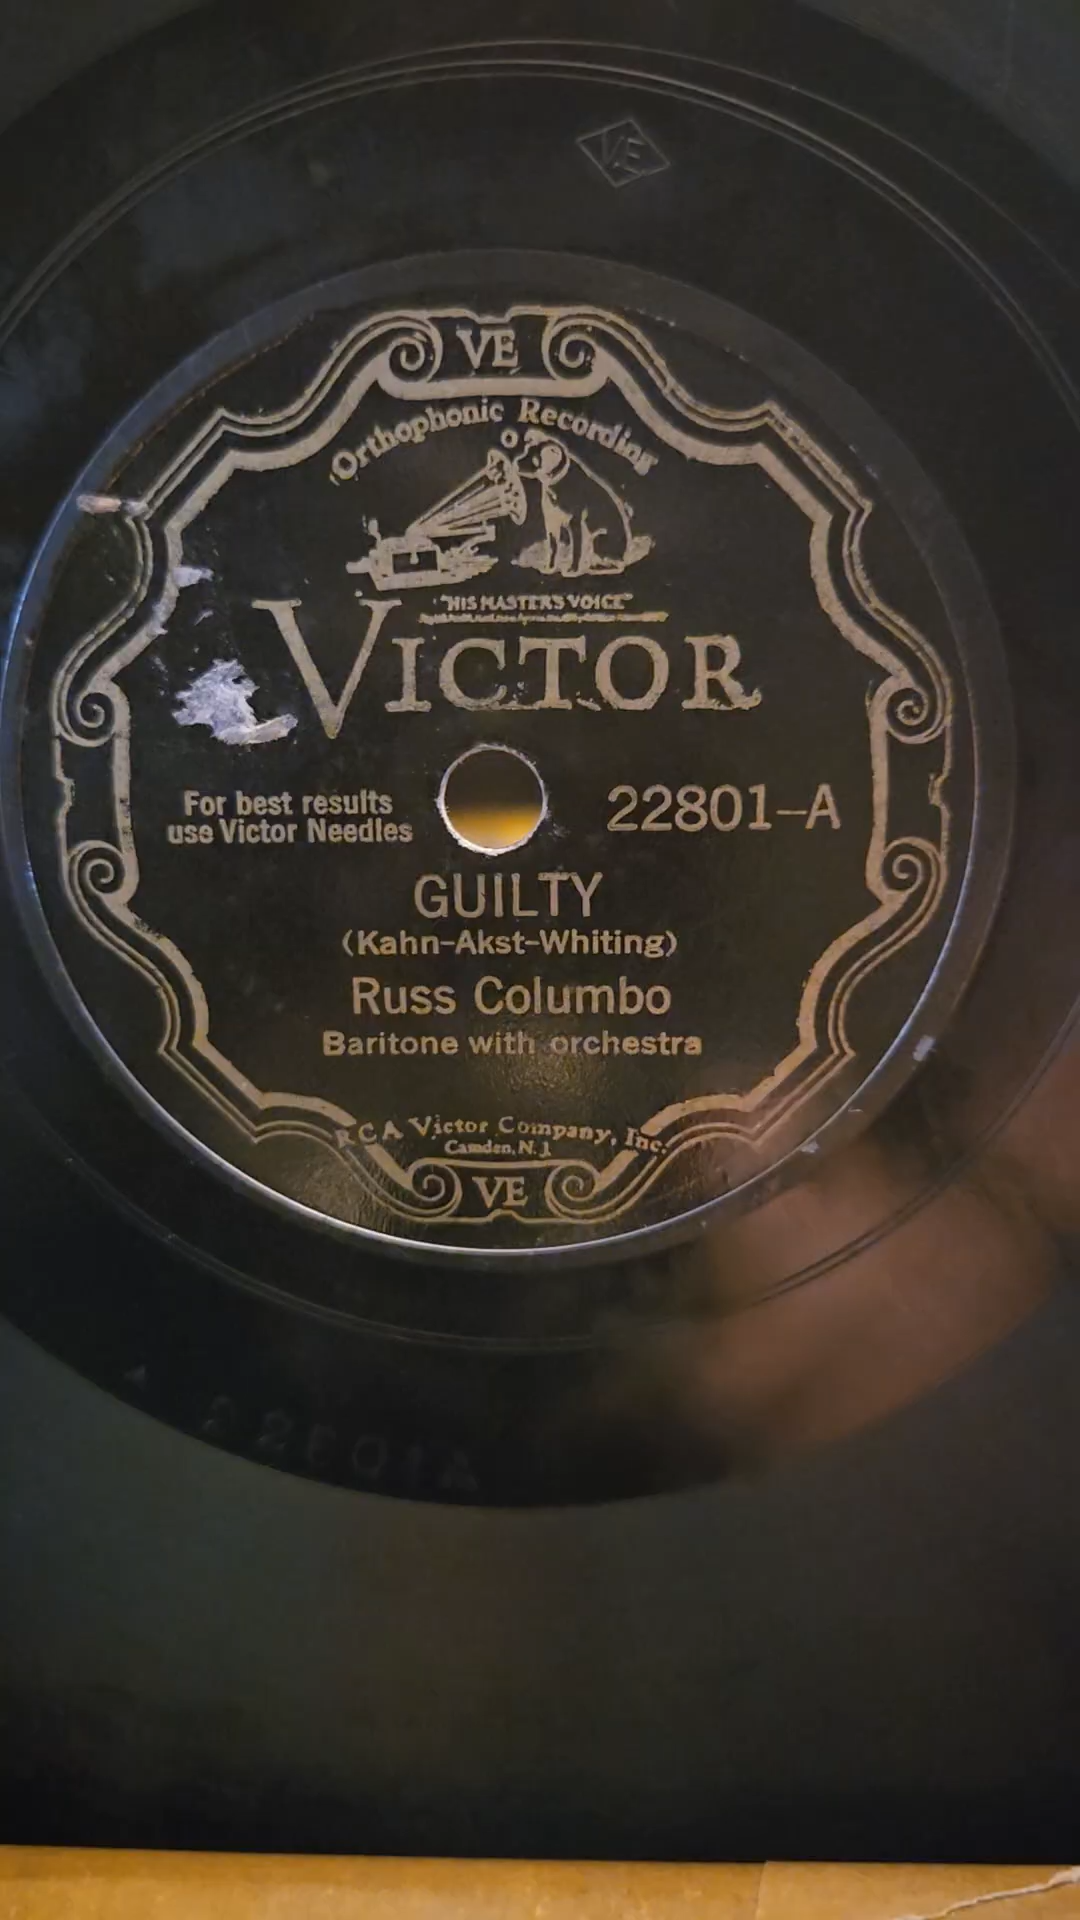 VE
VE
Orthophonic Recording
"HIS MASTER'S VOICE"
VICTOR
For best results
use Victor Needles
22801-A
GUILTY
(Kahn-Akst-Whiting)
Russ Columbo
Baritone with orchestra
RCA Victor Company, Inc.
Camden, N.J.
VE